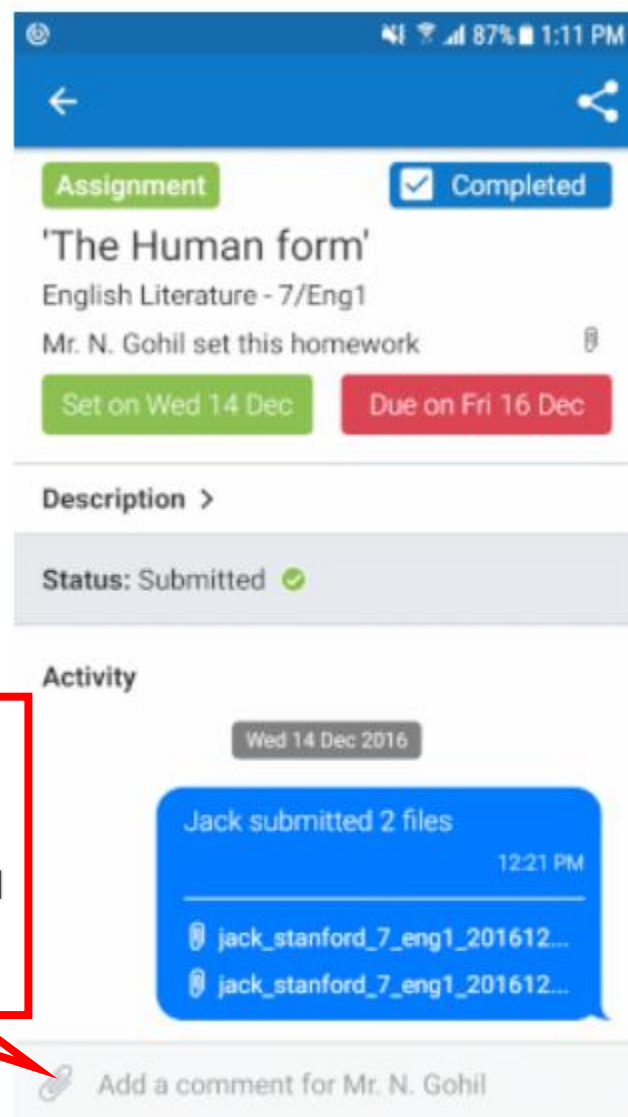 87% 1:11 PM
Assignment
Completed
'The Human form'
English Literature - 7/Eng1
Mr. N. Gohil set this homework
Set on Wed 14 Dec
Due on Fri 16 Dec
Description >
Status: Submitted
Activity
Wed 14 Dec 2016
Jack submitted 2 files
12:21 PM
jack_stanford_7_eng1_201612...
jack_stanford_7_eng1_201612...
Add a comment for Mr. N. Gohil